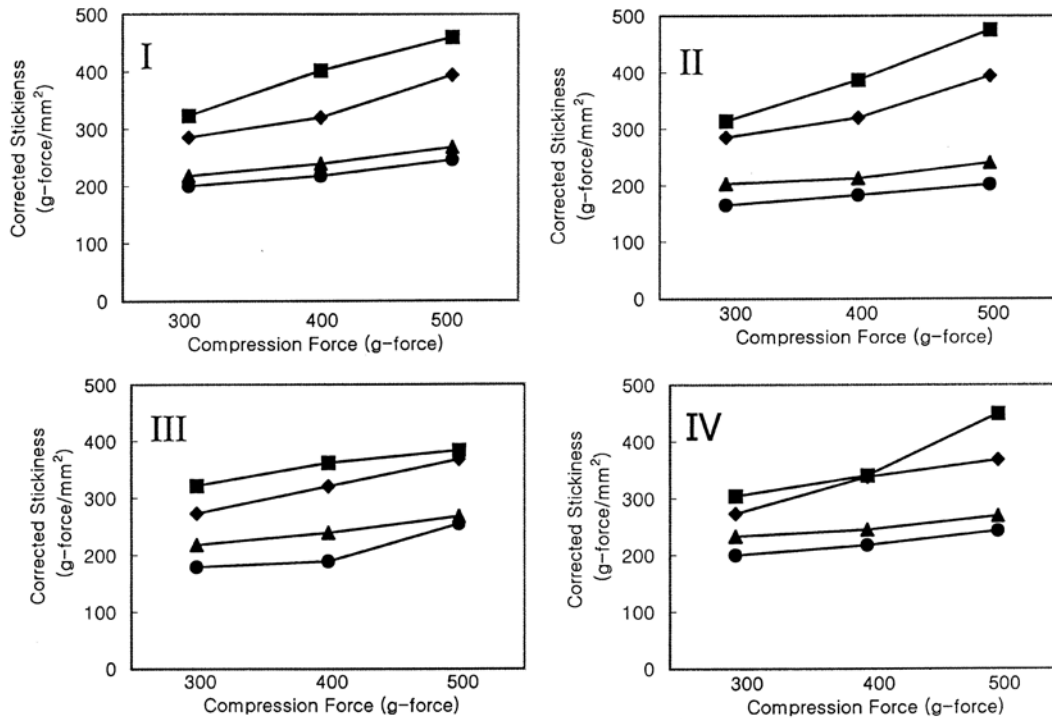 500
400
300
200
100
0
I
Corrected Stickienss
(g-force/mm²)
300 400 500
Compression Force (g-force)
500
400
300
200
100
0
II
Corrected Stickiness
(g-force/mm²)
300 400 500
Compression Force (g-force)
500
400
300
200
100
0
III
Corrected Stickiness
(g-force/mm²)
300 400 500
Compression Force (g-force)
500
400
300
200
100
0
IV
Corrected Stickiness
(g-force/mm²)
300 400 500
Compression Force (g-force)